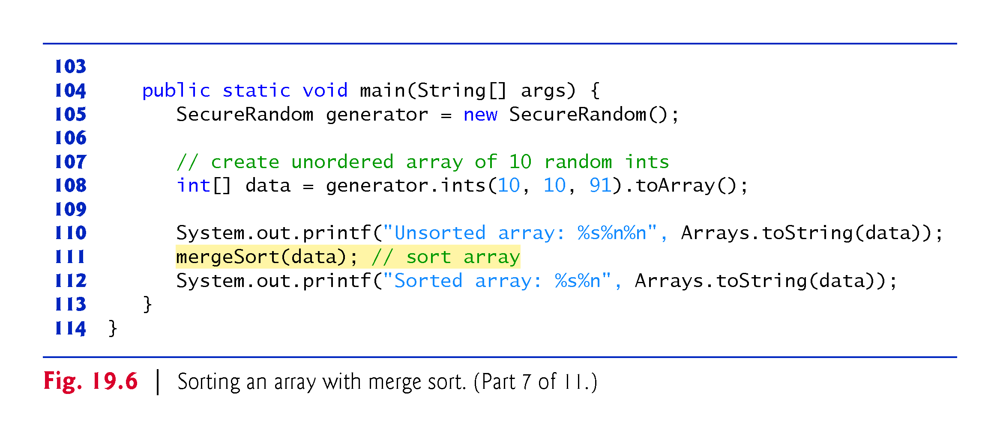 103
104     public static void main(String[] args) {
105        SecureRandom generator = new SecureRandom();
106
107        // create unordered array of 10 random ints
108        int[] data = generator.ints(10, 10, 91).toArray();
109
110        System.out.printf("Unsorted array: %s%n%n", Arrays.toString(data));
111        mergeSort(data); // sort array
112        System.out.printf("Sorted array: %s%n", Arrays.toString(data));
113     }
114  }
Fig. 19.6 | Sorting an array with merge sort. (Part 7 of 11.)